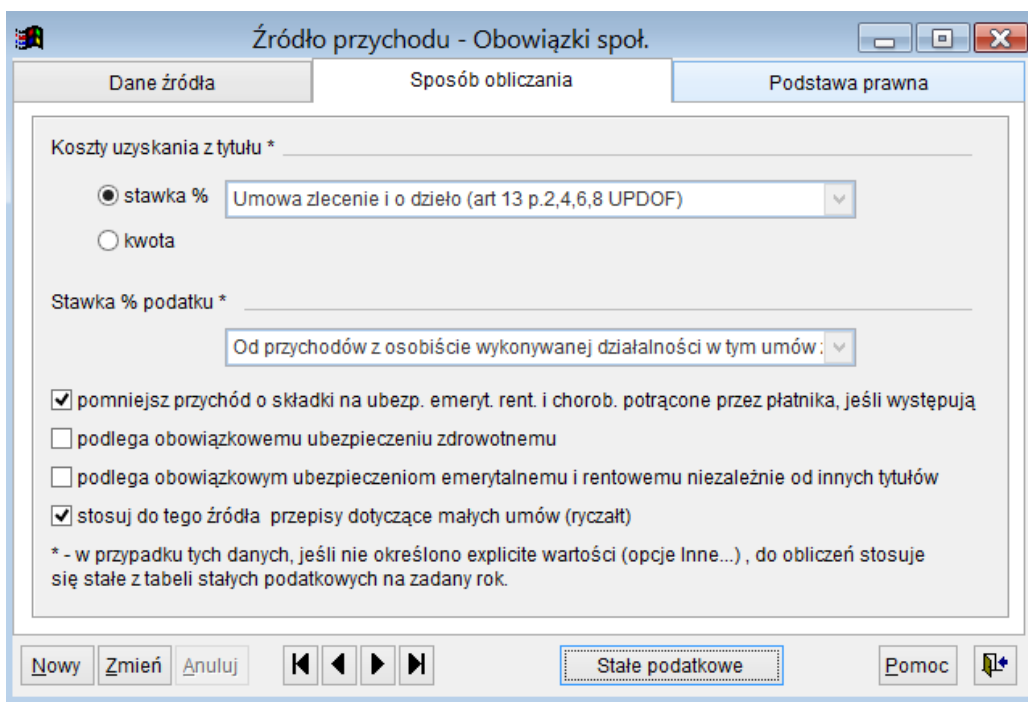 Źródło przychodu - Obowiązki społ.
Dane źródła
Sposób obliczania
Podstawa prawna
Koszty uzyskania z tytułu *
stawka %
Umowa zlecenie i o dzieło (art 13 p.2,4,6,8 UPDOF)
kwota
Stawka % podatku *
Od przychodów z osobiście wykonywanej działalności w tym umów z
pomniejsz przychód o składki na ubezp. emeryt. rent. i chorob. potrącone przez płatnika, jeśli występują
podlega obowiązkowemu ubezpieczeniu zdrowotnemu
podlega obowiązkowym ubezpieczeniom emerytalnemu i rentowemu niezależnie od innych tytułów
stosuj do tego źródła przepisy dotyczące małych umów (ryczałt)
* - w przypadku tych danych, jeśli nie określono explicite wartości (opcje Inne...) , do obliczeń stosuje
się stałe z tabeli stałych podatkowych na zadany rok.
Nowy
Zmień
Anuluj
Stałe podatkowe
Pomoc